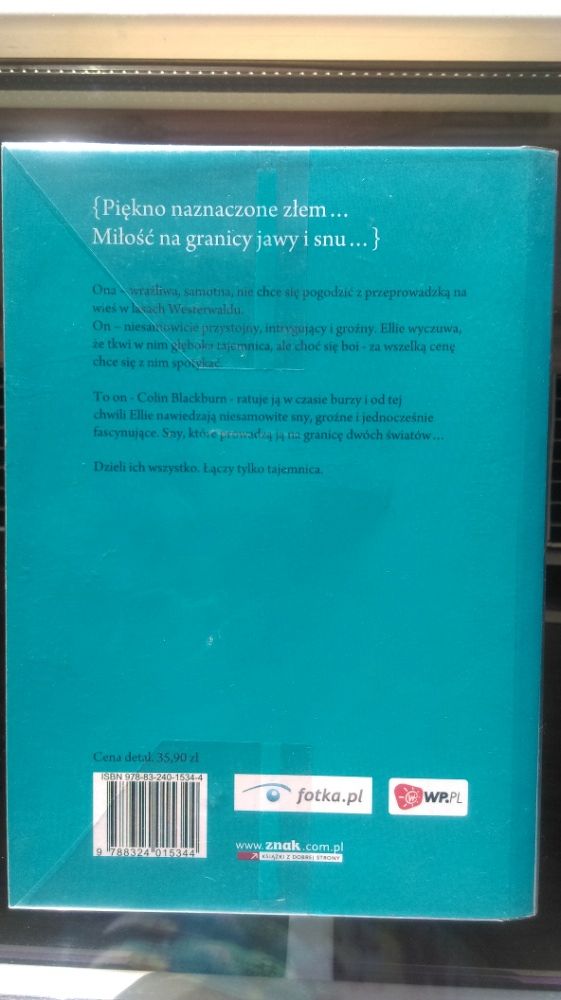 {Piękno naznaczone złem...
Miłość na granicy jawy i snu...}
Ona – wrażliwa, samotna, nie chce się pogodzić z przeprowadzką na
wieś w lasach Westerwaldu.
On – niesamowicie przystojny, intrygujący i groźny. Ellie wyczuwa,
że tkwi w nim głęboka tajemnica, ale choć się boi - za wszelką cenę
chce się z nim spotykać.
To on - Colin Blackburn - ratuje ją w czasie burzy i od tej
chwili Ellie nawiedzają niesamowite sny, groźne i jednocześnie
fascynujące. Sny, które prowadzą ją na granicę dwóch światów...
Dzieli ich wszystko. Łączy tylko tajemnica.
Cena detal. 35,90 zł
ISBN 978-83-240-1534-4
9 788324 015344
fotka.pl
WP.PL
www.znak.com.pl
KSIĄŻKI Z DOBREJ STRONY